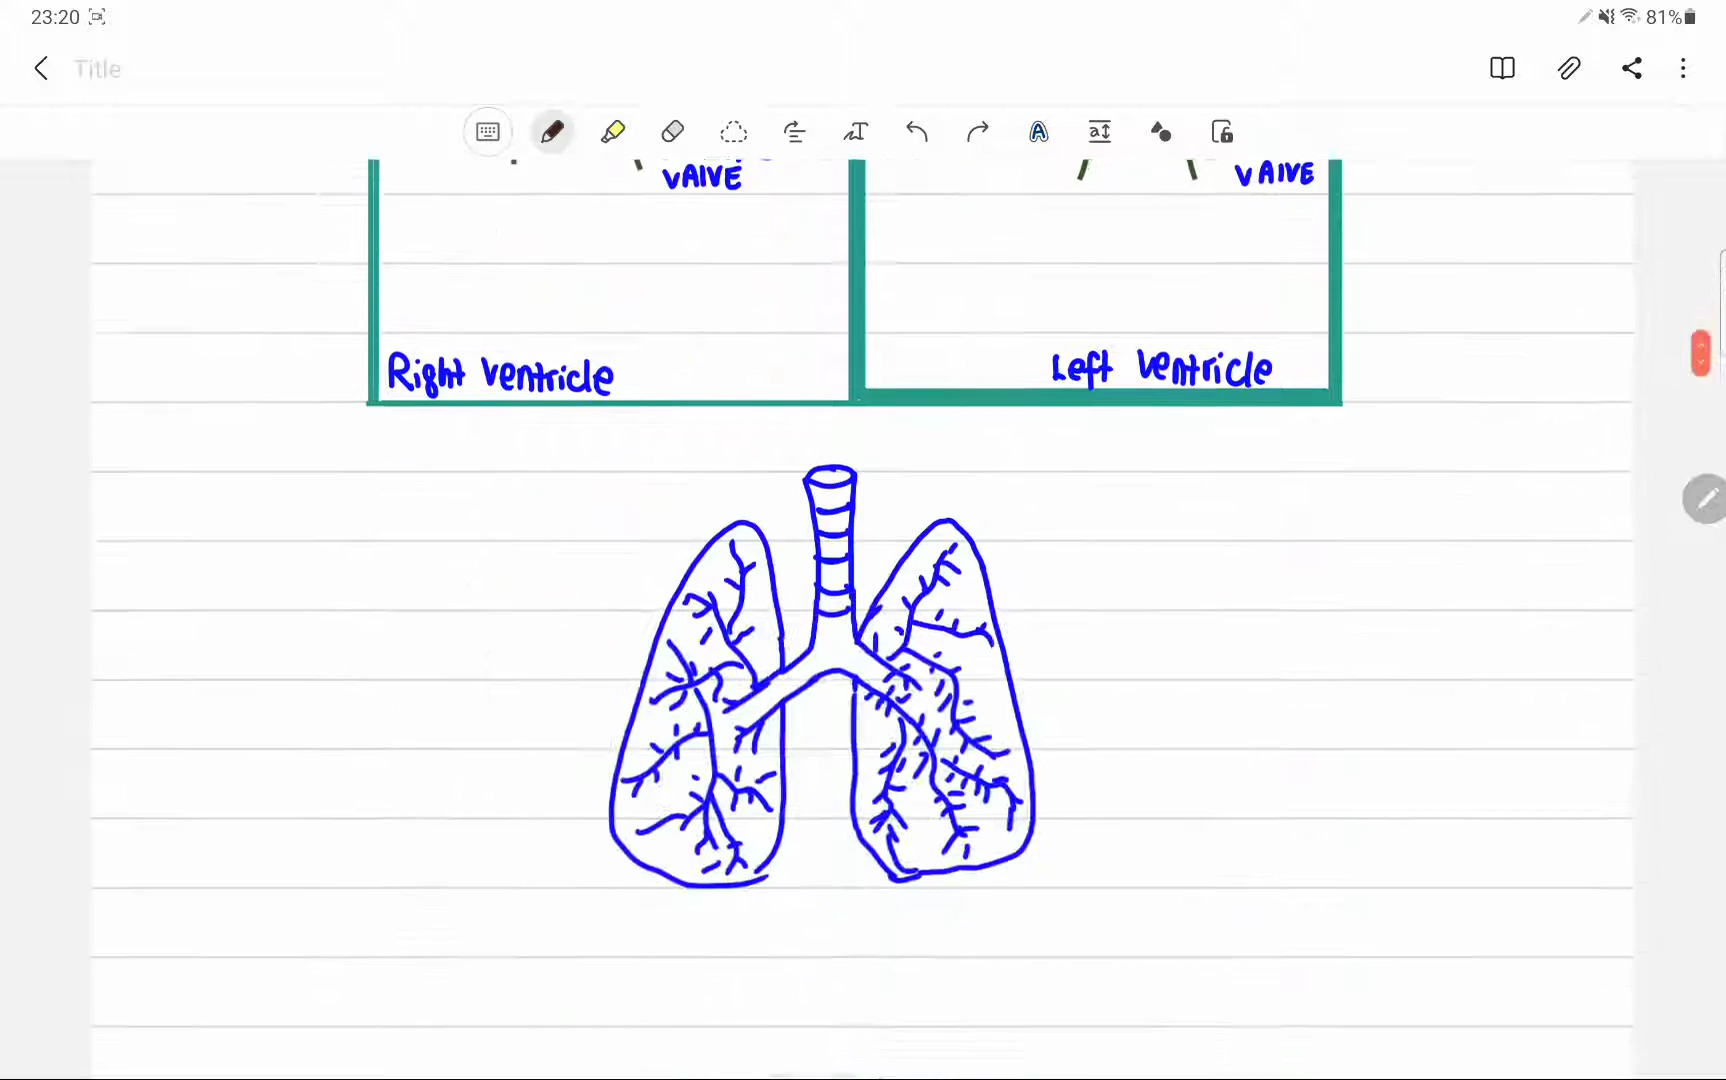 23:20
81%
Title
VALVE
VALVE
Right Ventricle
Left Ventricle